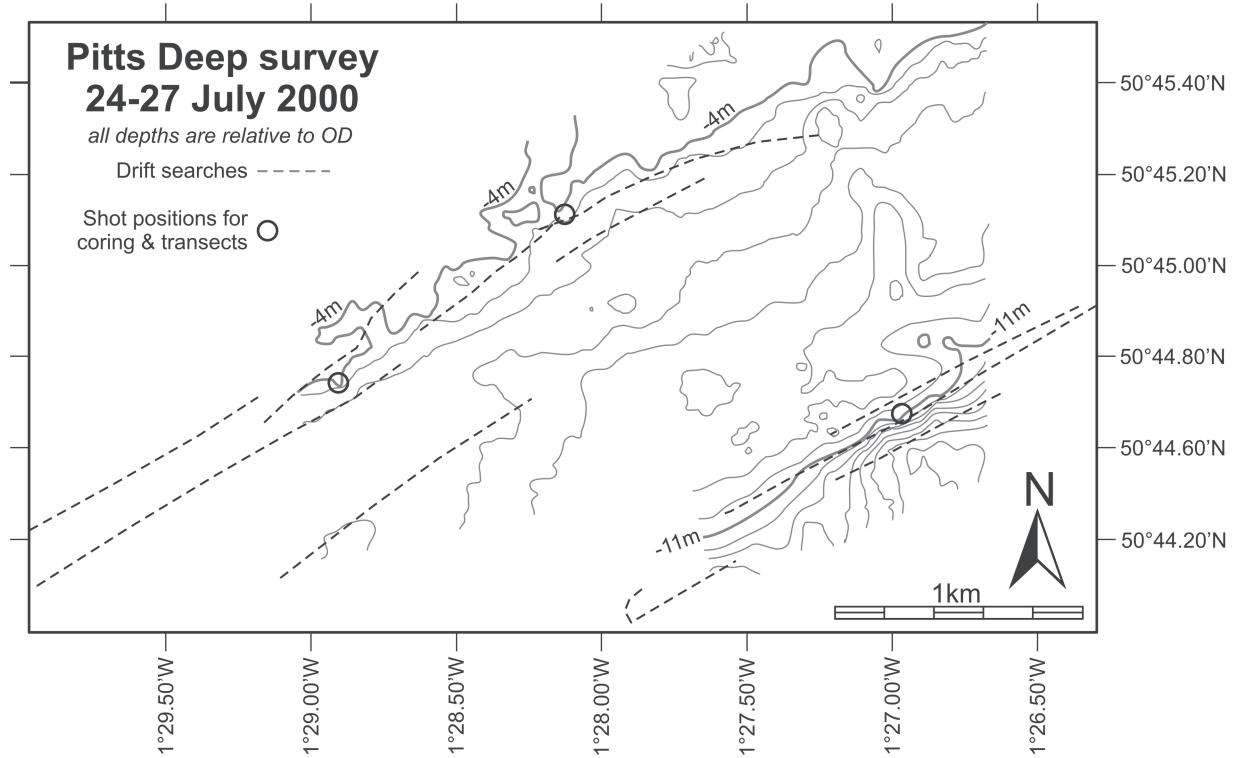 Pitts Deep survey
24-27 July 2000
all depths are relative to OD
Drift searches
Shot positions for
coring & transects
-4m
-4m
-4m
-11m
-11m
50°45.40'N
50°45.20'N
50°45.00'N
50°44.80'N
50°44.60'N
50°44.20'N
N
1km
1°29.50'W
1°29.00'W
1°28.50'W
1°28.00'W
1°27.50'W
1°27.00'W
1°26.50'W